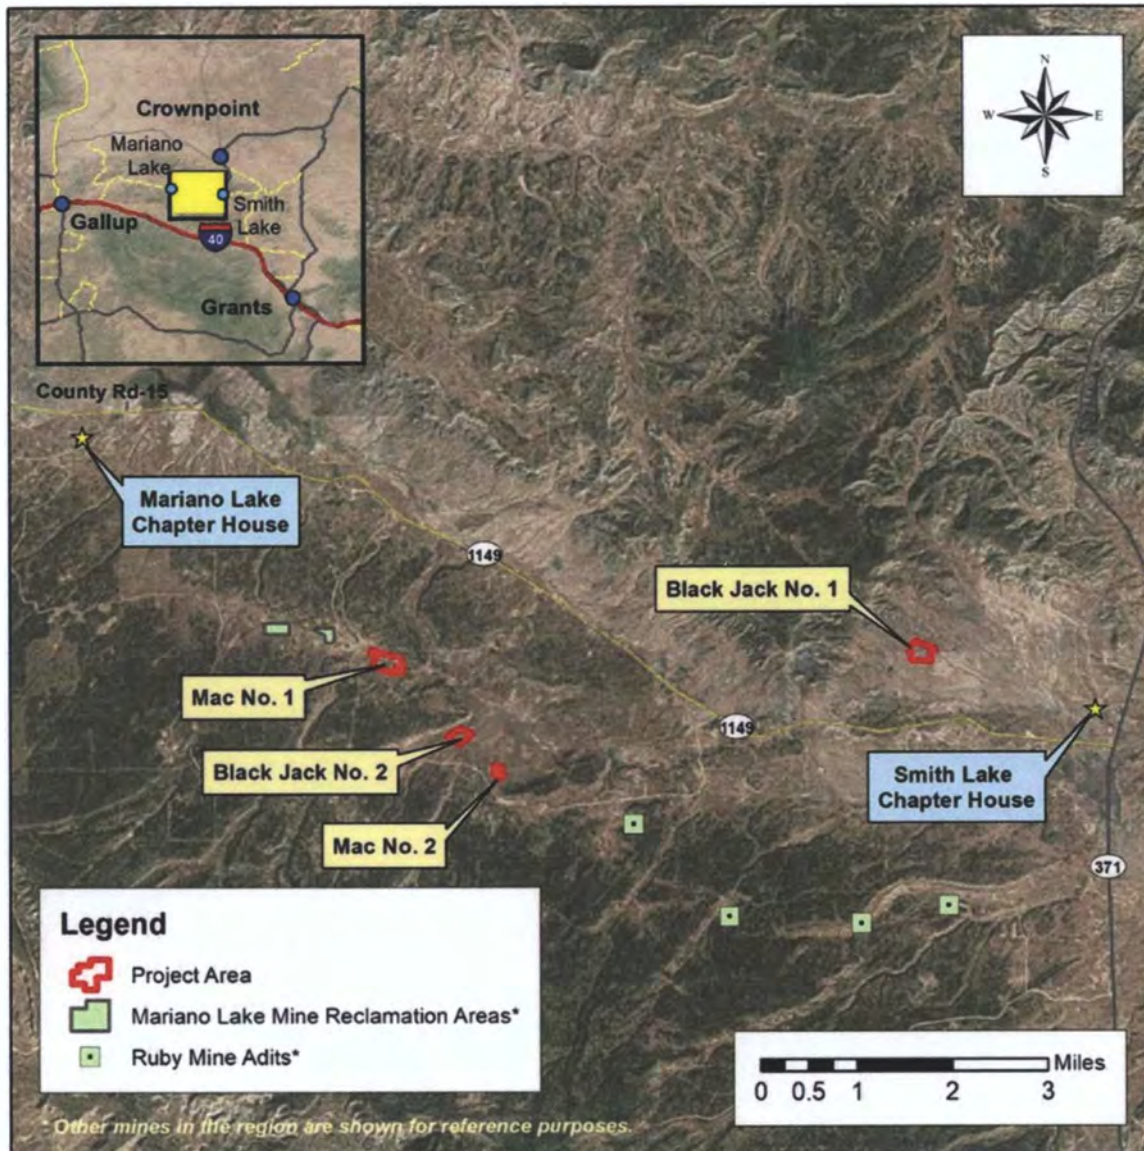 Crownpoint
Mariano
Lake
Smith
Lake
Gallup
40
Grants
N
W
E
S
County Rd-15
Mariano Lake
Chapter House
1149
Black Jack No. 1
Mac No. 1
1149
Black Jack No. 2
Smith Lake
Chapter House
Mac No. 2
371
Legend
Project Area
Mariano Lake Mine Reclamation Areas*
Ruby Mine Adits*
Miles
0 0.5 1 2 3
* Other mines in the region are shown for reference purposes.